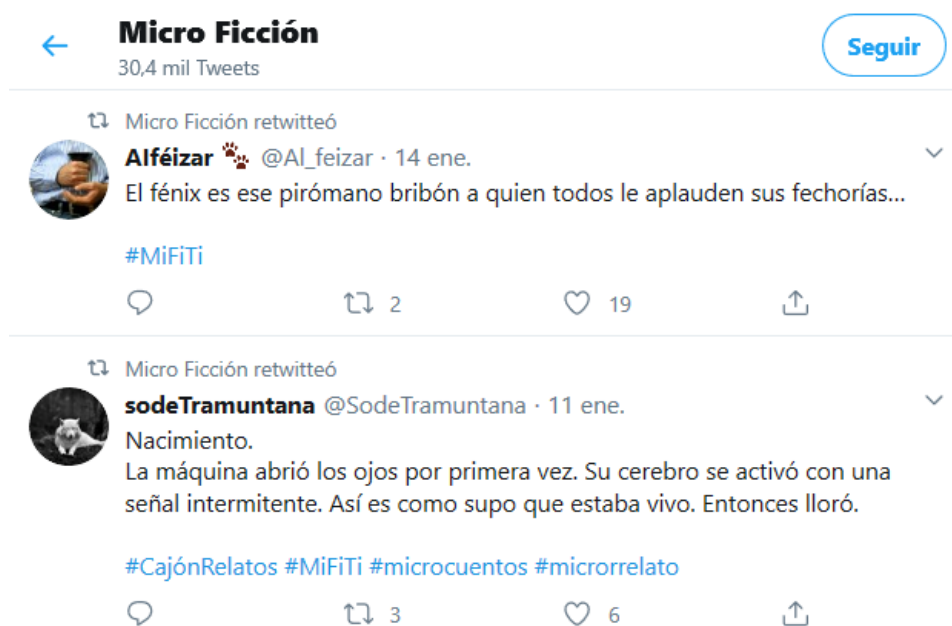 Micro Ficción
30,4 mil Tweets
Seguir
Micro Ficción retwitteó
Alféizar @Al_feizar · 14 ene.
El fénix es ese pirómano bribón a quien todos le aplauden sus fechorías...
#MiFiTi
2 19
Micro Ficción retwitteó
sodeTramuntana @SodeTramuntana · 11 ene.
Nacimiento.
La máquina abrió los ojos por primera vez. Su cerebro se activó con una
señal intermitente. Así es como supo que estaba vivo. Entonces lloró.
#CajónRelatos #MiFiTi #microcuentos #microrrelato
3 6